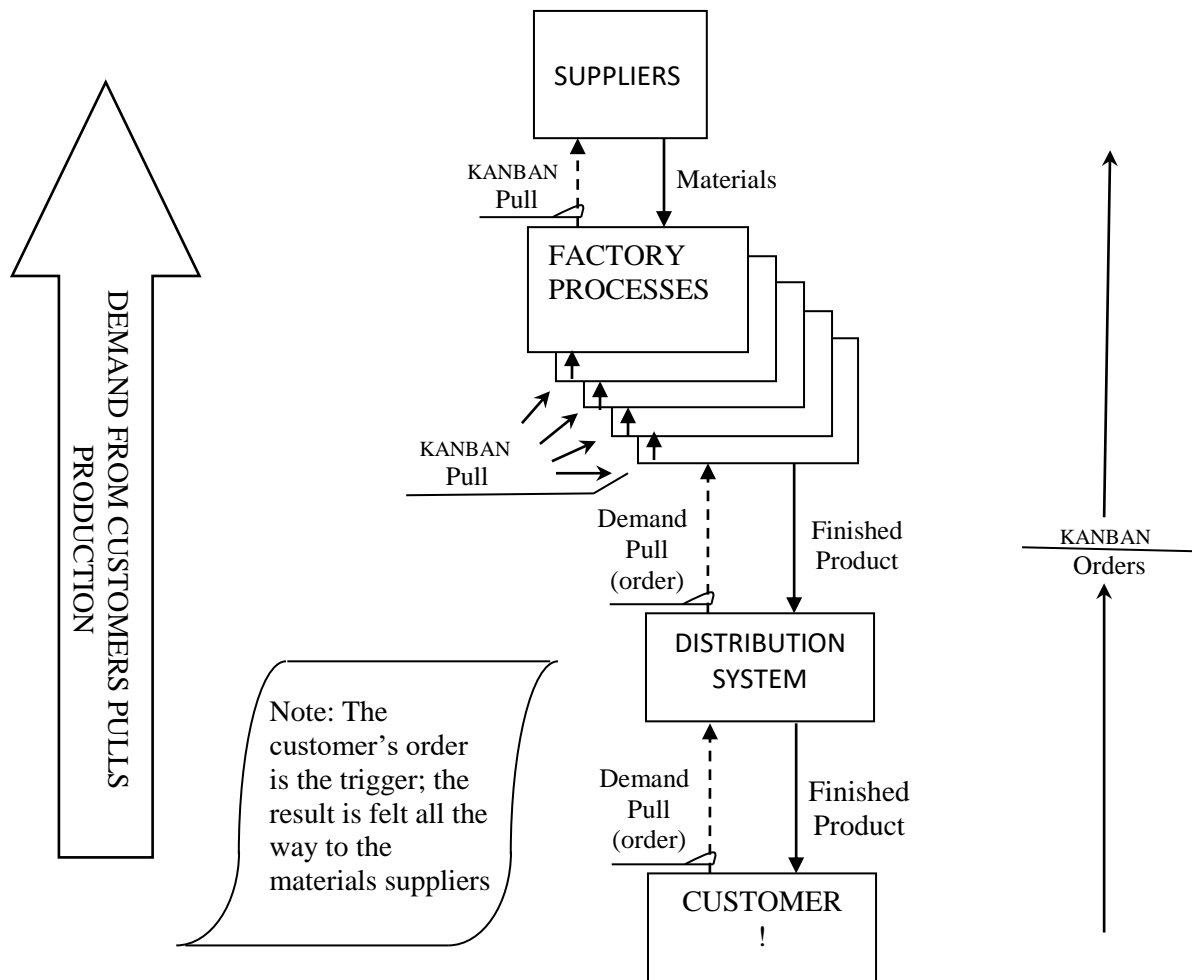 SUPPLIERS
KANBAN
Pull
Materials
FACTORY
PROCESSES
DEMAND FROM CUSTOMERS PULLS
PRODUCTION
KANBAN
Pull
Demand
Pull
(order)
Finished
Product
KANBAN
Orders
DISTRIBUTION
SYSTEM
Note: The
customer’s order
is the trigger; the
result is felt all the
way to the
materials suppliers
Demand
Pull
(order)
Finished
Product
CUSTOMER
!